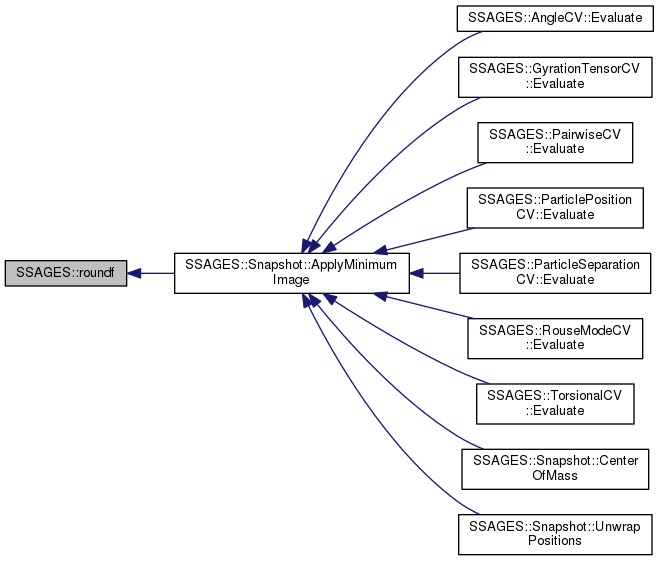 SSAGES::AngleCV::Evaluate
SSAGES::GyrationTensorCV
::Evaluate
SSAGES::PairwiseCV
::Evaluate
SSAGES::ParticlePosition
CV::Evaluate
SSAGES::roundf
SSAGES::Snapshot::ApplyMinimum
Image
SSAGES::ParticleSeparation
CV::Evaluate
SSAGES::RouseModeCV
::Evaluate
SSAGES::TorsionalCV
::Evaluate
SSAGES::Snapshot::Center
OfMass
SSAGES::Snapshot::Unwrap
Positions